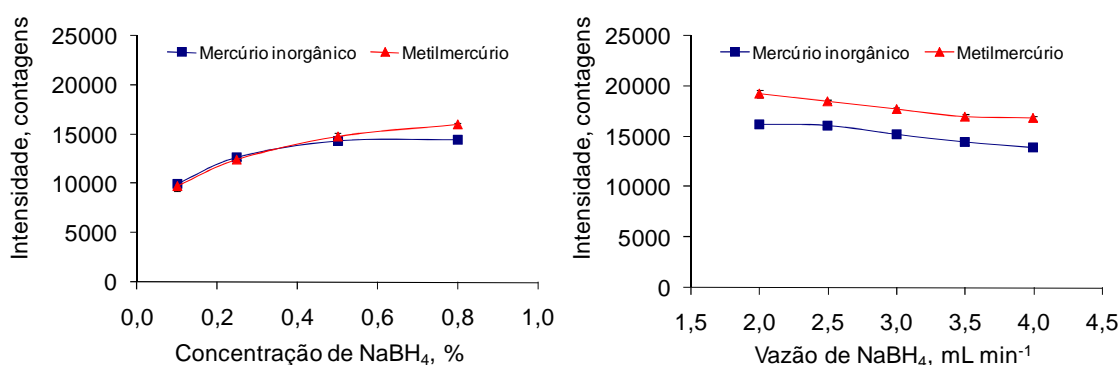 Intensidade, contagens
25000
20000
15000
10000
5000
0
Mercúrio inorgânico Metilmercúrio
0,0 0,2 0,4 0,6 0,8 1,0
Concentração de NaBH₄, %
Intensidade, contagens
25000
20000
15000
10000
5000
0
Mercúrio inorgânico Metilmercúrio
1,5 2,0 2,5 3,0 3,5 4,0 4,5
Vazão de NaBH₄, mL min⁻¹